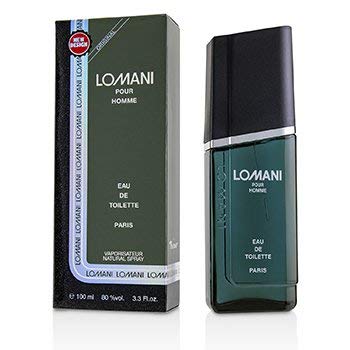 NEW
DESIGN
ORIGINAL
LOMANI
POUR
HOMME
EAU
DE
TOILETTE
PARIS
VAPORISATEUR
NATURAL SPRAY
LOMANI LOMANI LOMANI
e 100 ml 80 %vol. 3.3 Fl.oz.
LOMANI
POUR
HOMME
EAU
DE
TOILETTE
PARIS